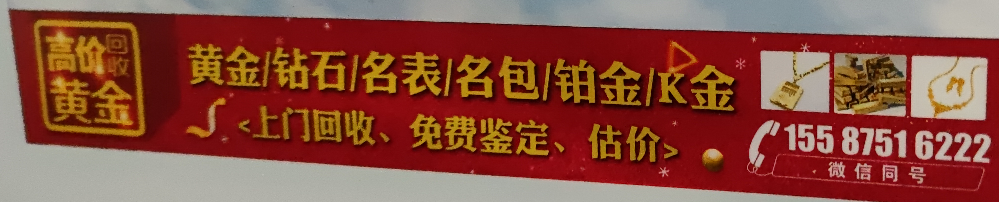 高价回收
黄金
黄金/钻石/名表/名包/铂金/K金
<上门回收、免费鉴定、估价>
155 8751 6222
微信同号